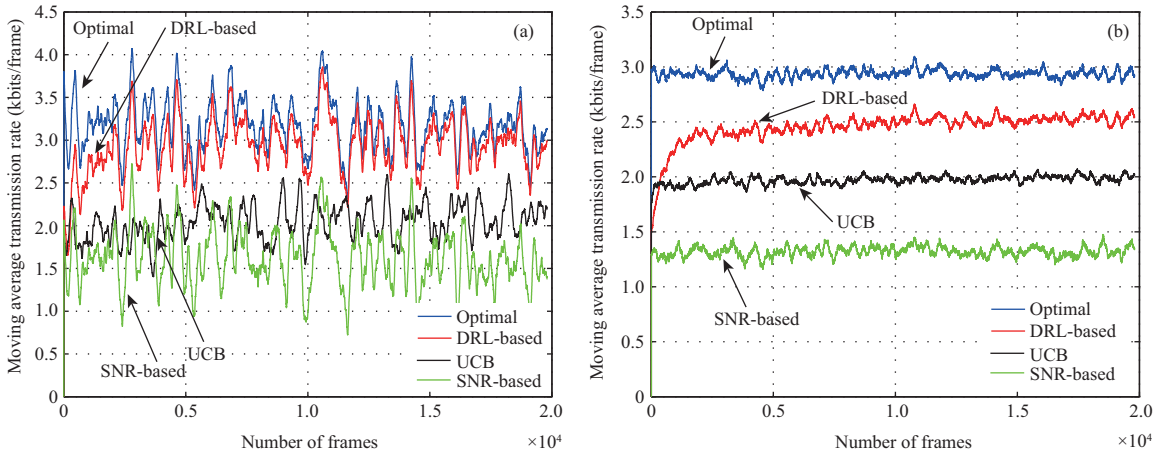 (a)
Optimal
DRL-based
Moving average transmission rate (kbits/frame)
4.5
4.0
3.5
3.0
2.5
2.0
1.5
1.0
0.5
0
UCB
SNR-based
Optimal
DRL-based
UCB
SNR-based
0
0.5
1.0
1.5
2.0
Number of frames
×10⁴
(b)
Optimal
DRL-based
UCB
SNR-based
Moving average transmission rate (kbits/frame)
3.5
3.0
2.5
2.0
1.5
1.0
0.5
0
Optimal
DRL-based
UCB
SNR-based
0
0.5
1.0
1.5
2.0
Number of frames
×10⁴